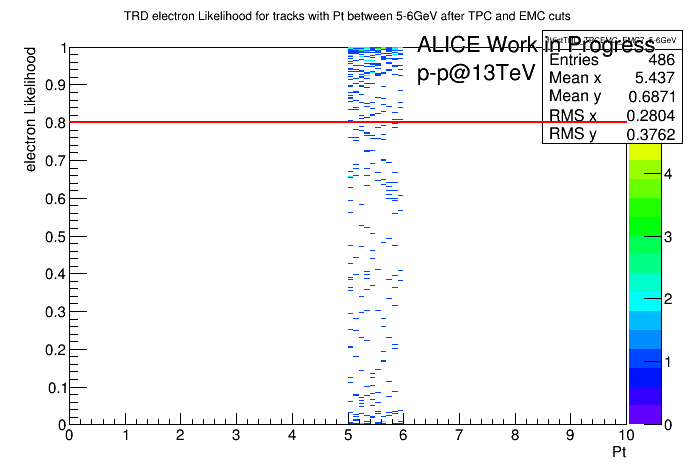 TRD electron Likelihood for tracks with Pt between 5-6GeV after TPC and EMC cuts
ALICE Work in Progress
p-p@13TeV
Entries 486
Mean x 5.437
Mean y 0.6871
RMS x 0.2804
RMS y 0.3762
electron Likelihood
1
0.9
0.8
0.7
0.6
0.5
0.4
0.3
0.2
0.1
0
0 1 2 3 4 5 6 7 8 9 10
Pt
4
3
2
1
0